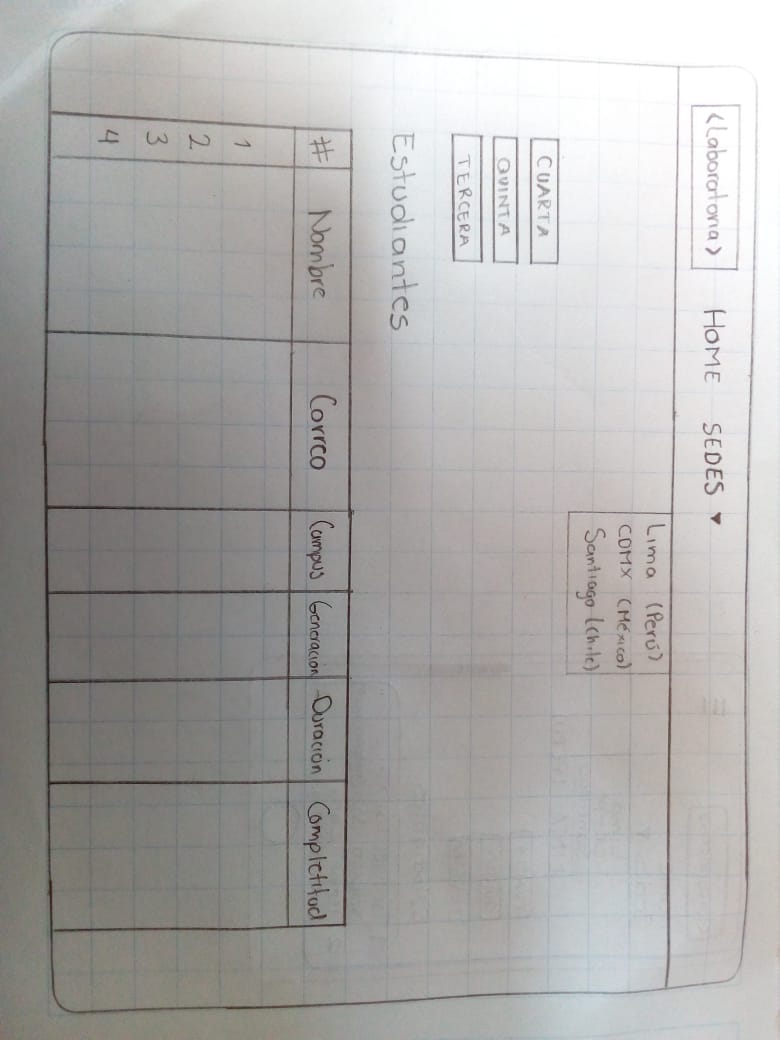 <Laboratoria> HOME SEDES ▼
Lima (Perú)
CDMX (México)
Santiago (Chile)
CUARTA
QUINTA
TERCERA
Estudiantes
# Nombre Correo Campus Generación Duración Completitud
1
2
3
4